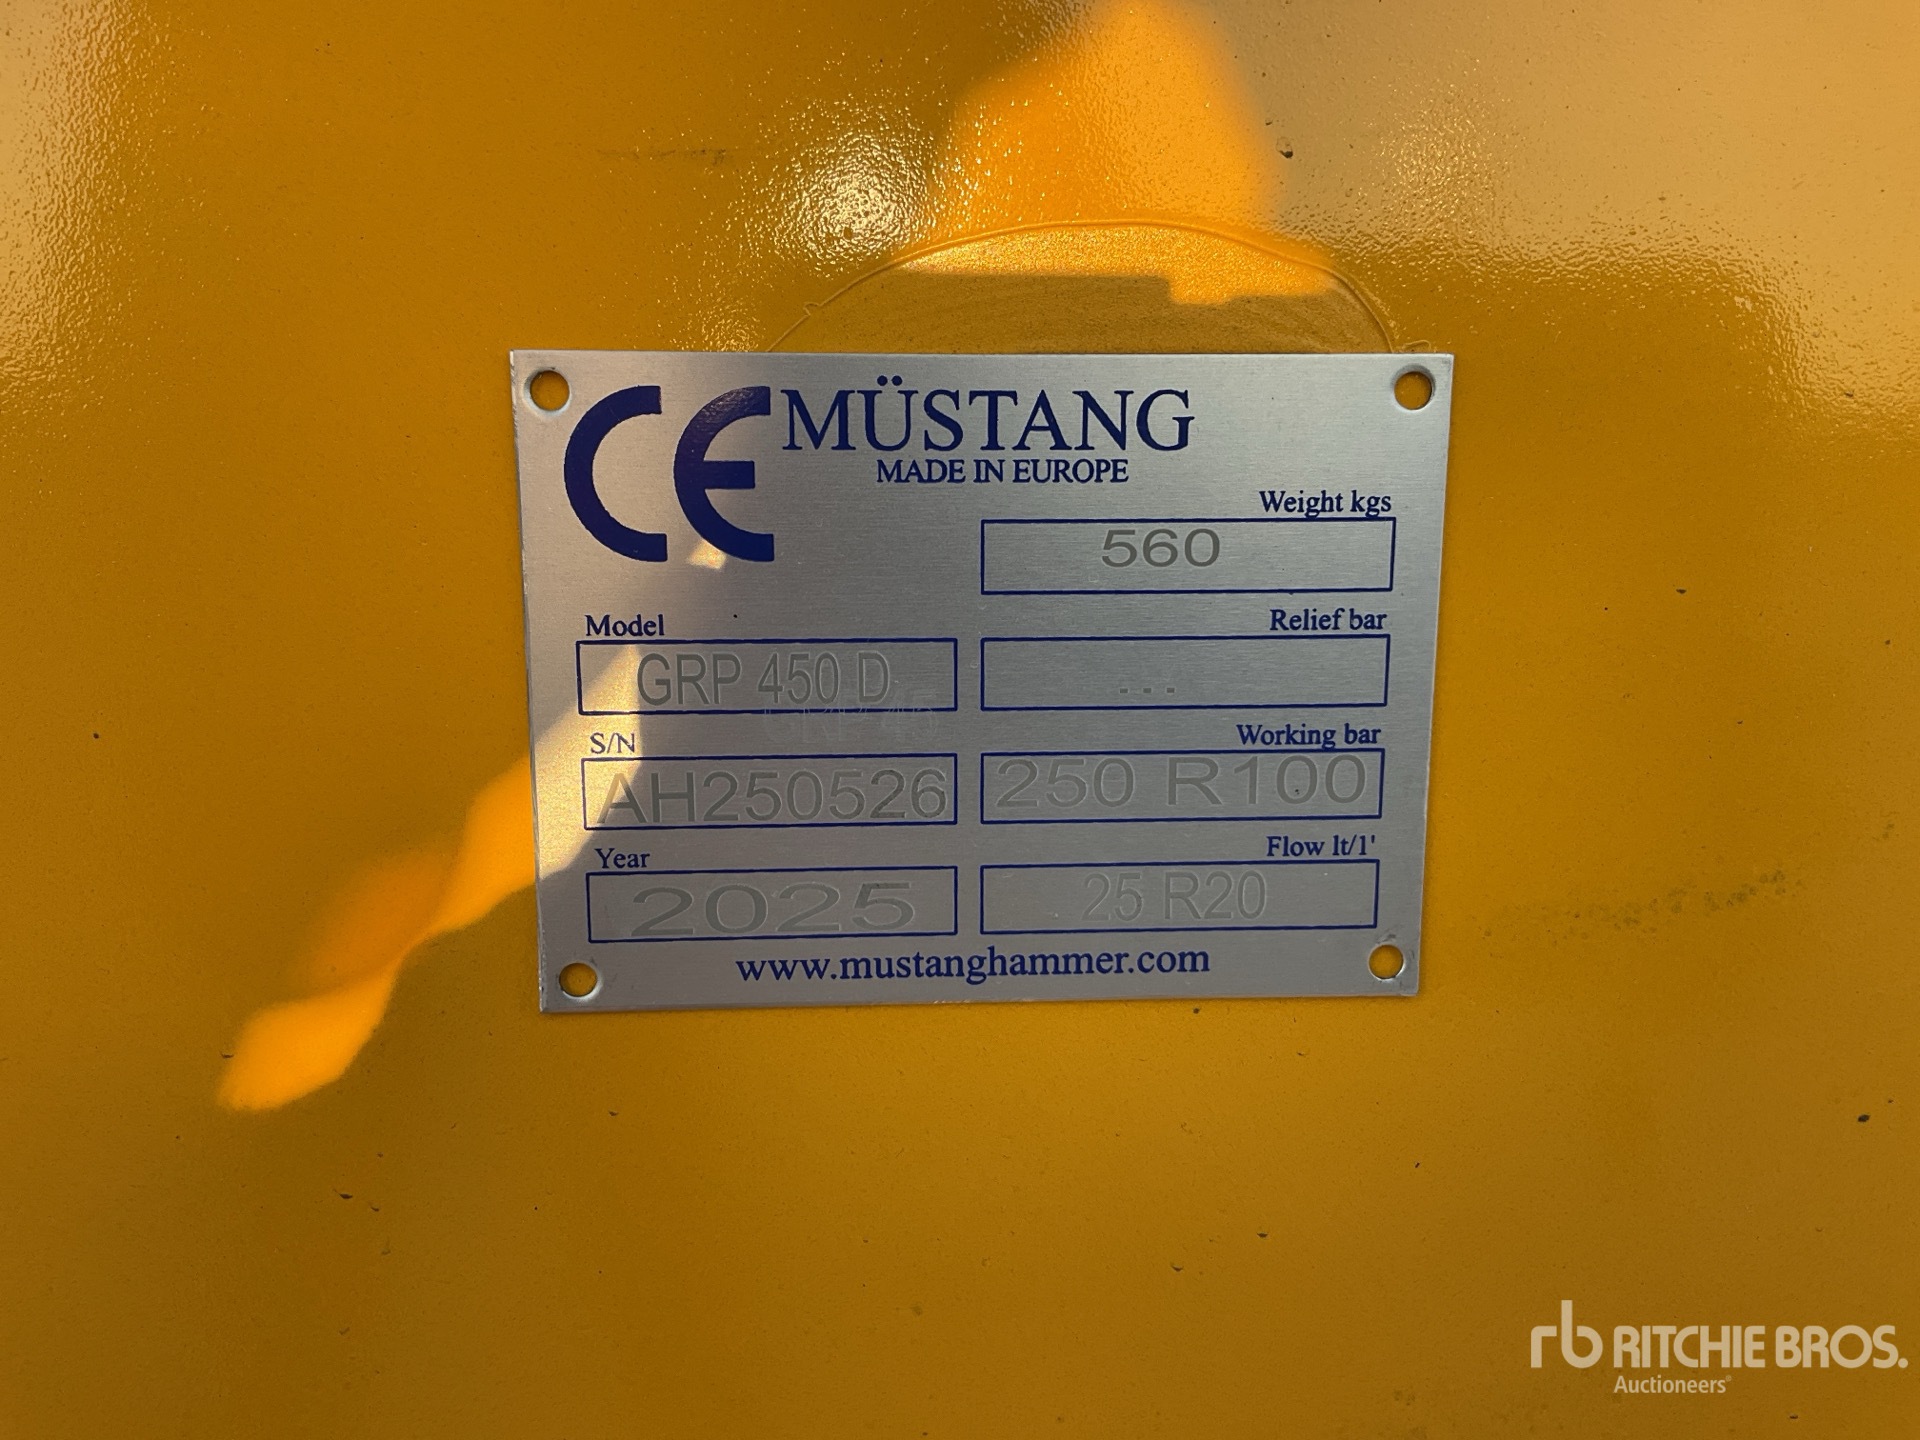 CE MÜSTANG
MADE IN EUROPE
Weight kgs
560
Model
GRP 450 D
Relief bar
...
S/N
AH250526
Working bar
250 R100
Year
2025
Flow lt/1'
25 R20
www.mustanghammer.com
rb RITCHIE BROS.
Auctioneers